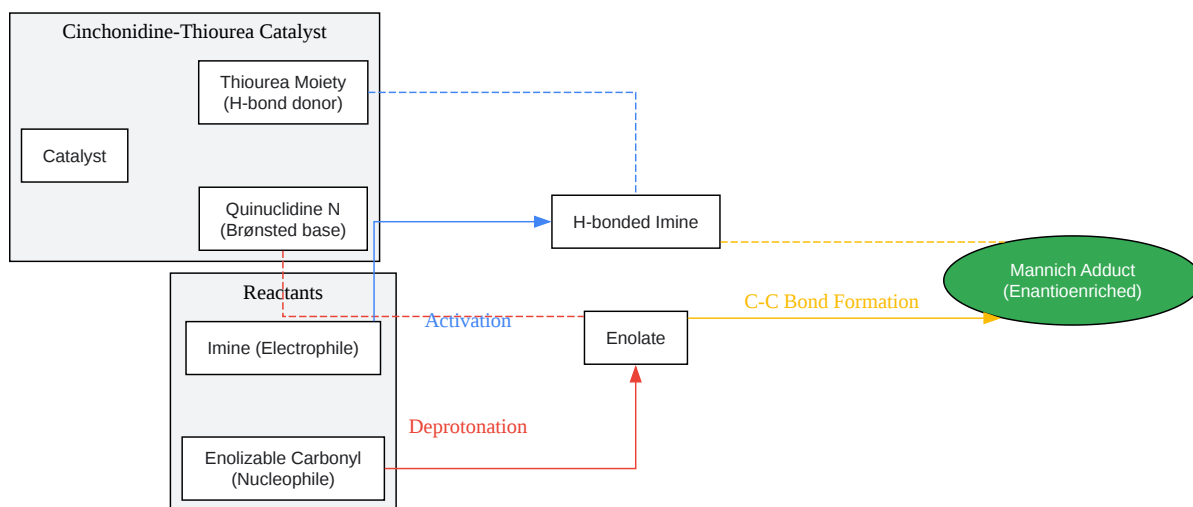 Cinchonidine-Thiourea Catalyst
Thiourea Moiety
(H-bond donor)
Catalyst
Quinuclidine N
(Brønsted base)
H-bonded Imine
Mannich Adduct
(Enantioenriched)
Reactants
C-C Bond Formation
Activation
Imine (Electrophile)
Enolate
Deprotonation
Enolizable Carbonyl
(Nucleophile)